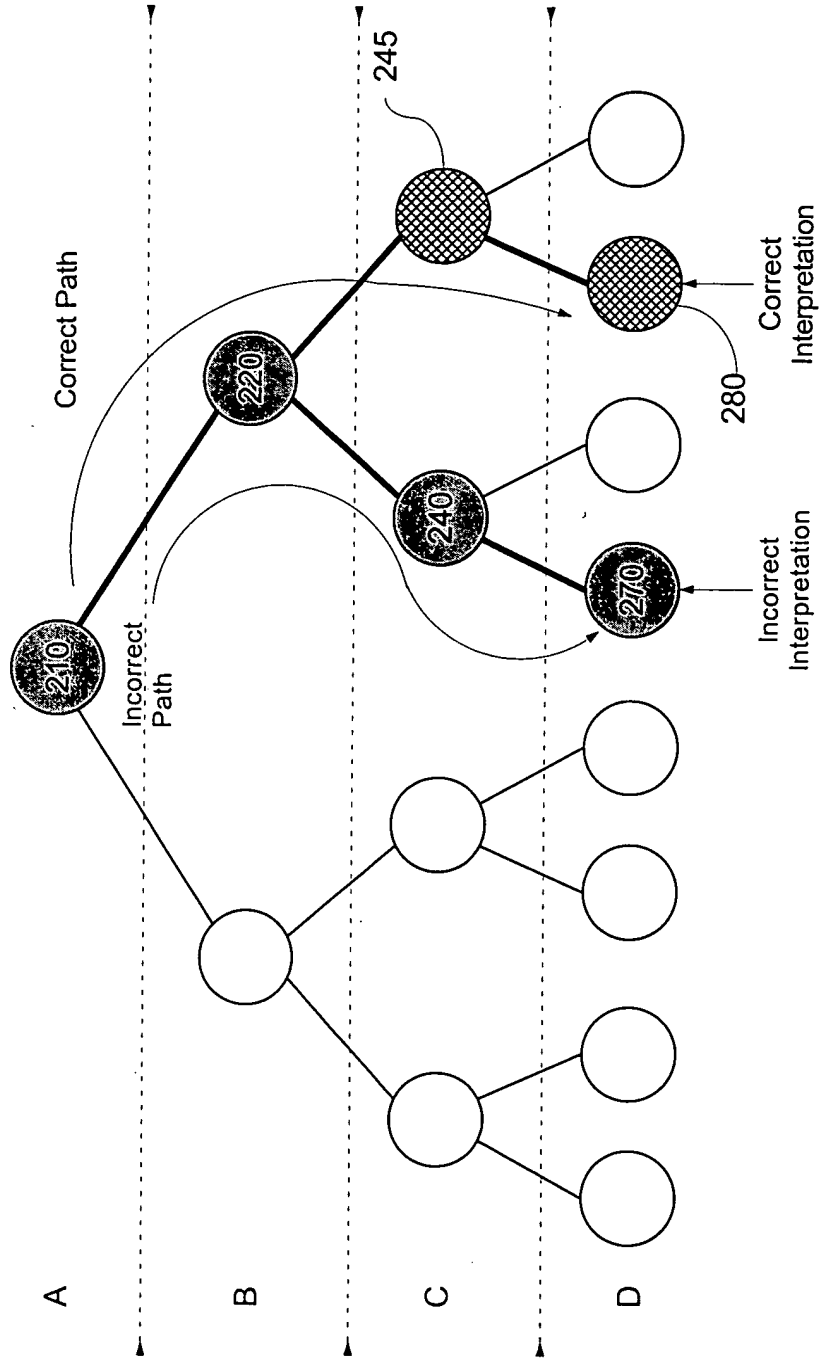 A
B
C
D
Correct Path
Incorrect
Path
210
220
240
245
270
280
Incorrect
Interpretation
Correct
Interpretation